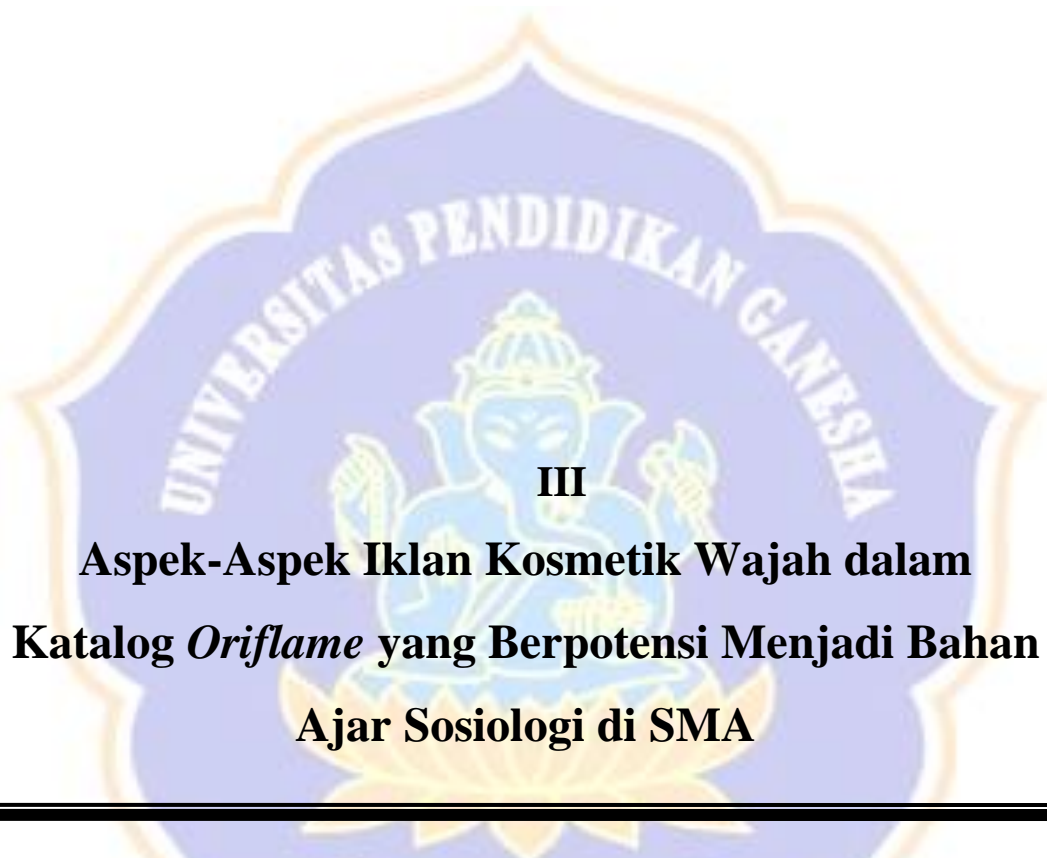 UNIVERSITAS PENDIDIKAN GANESHA
III
Aspek-Aspek Iklan Kosmetik Wajah dalam
Katalog Oriflame yang Berpotensi Menjadi Bahan
Ajar Sosiologi di SMA